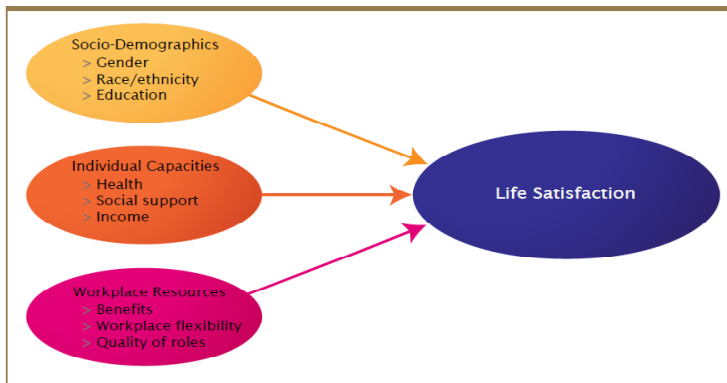 Socio-Demographics
> Gender
> Race/ethnicity
> Education
Individual Capacities
> Health
> Social support
> Income
Life Satisfaction
Workplace Resources
> Benefits
> Workplace flexibility
> Quality of roles